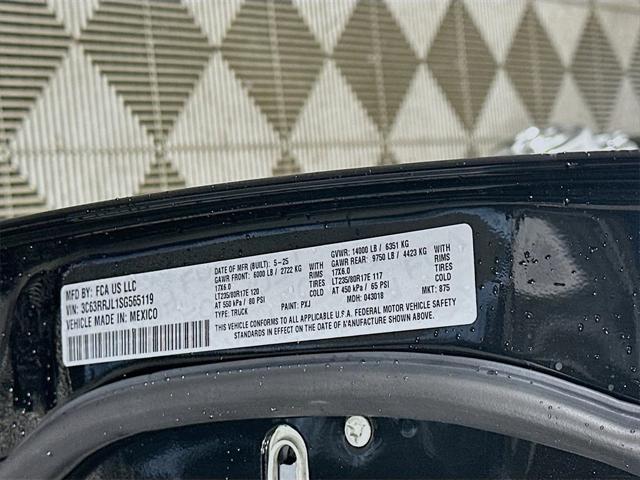 MFD BY: FCA US LLC
VIN: 3C63RRJL1SG565119
VEHICLE MADE IN: MEXICO
DATE OF MFR (BUILT): 5-25
GAWR FRONT: 6000 LB / 2722 KG
17X6.0 RIMS
LT235/80R17E 120 TIRES
AT 550 kPa / 80 PSI COLD
TYPE: TRUCK PAINT: PXJ
GVWR: 14000 LB / 6351 KG
GAWR REAR: 9750 LB / 4423 KG
17X6.0 RIMS
LT235/80R17E 117 TIRES
AT 450 kPa / 65 PSI COLD
MDH: 043018 MKT: 875
THIS VEHICLE CONFORMS TO ALL APPLICABLE U.S.A. FEDERAL MOTOR VEHICLE
SAFETY STANDARDS IN EFFECT ON THE DATE OF MANUFACTURE SHOWN ABOVE.